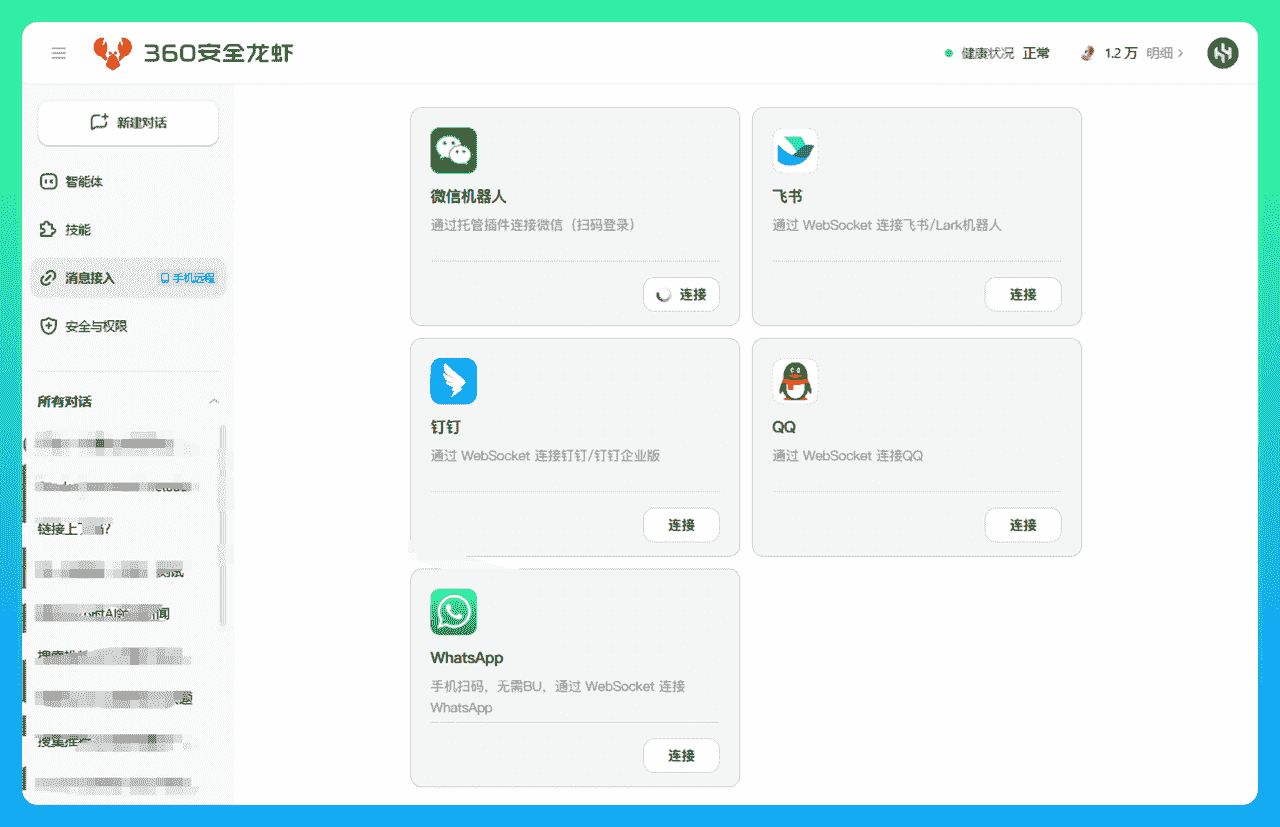 360安全龙虾
健康状况 正常
1.2 万 明细
新建对话
智能体
技能
消息接入 手机远程
安全与权限
所有对话
链接上
测试
微信机器人
通过托管插件连接微信（扫码登录）
连接
飞书
通过 WebSocket 连接飞书/Lark机器人
连接
钉钉
通过 WebSocket 连接钉钉/钉钉企业版
连接
QQ
通过 WebSocket 连接QQ
连接
WhatsApp
手机扫码，无需BU，通过 WebSocket 连接
WhatsApp
连接